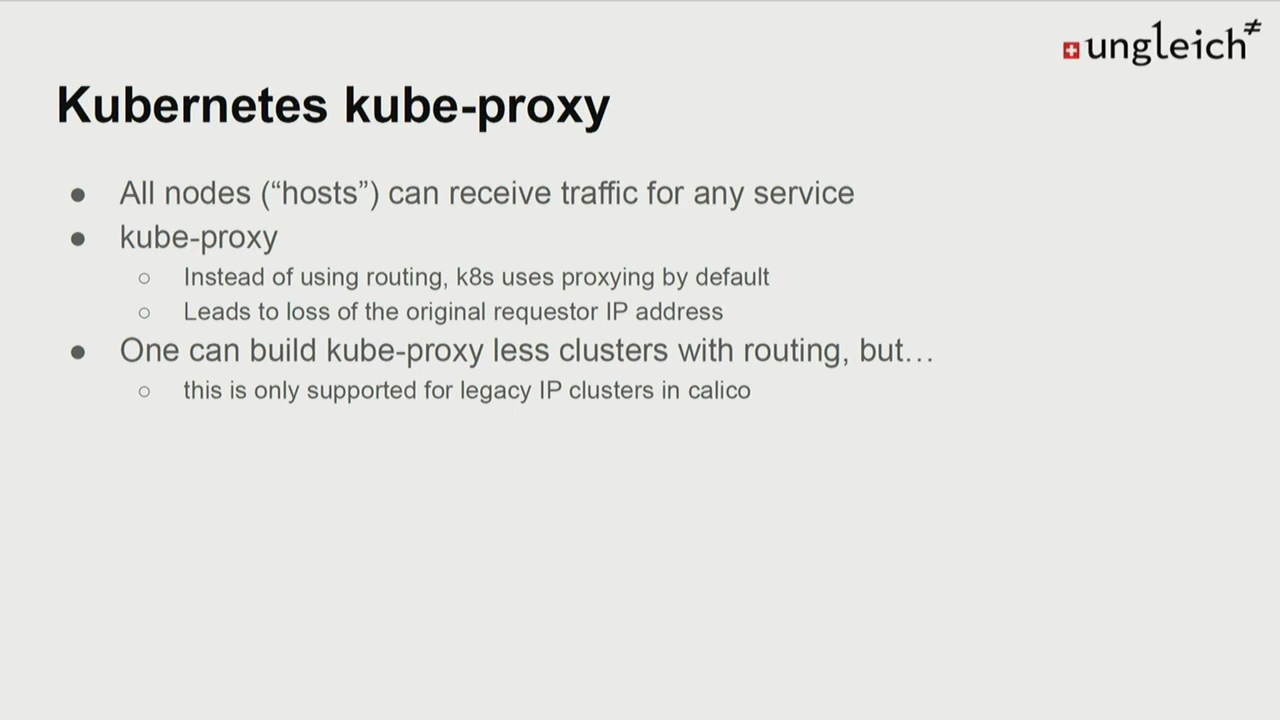 ungleich≠
Kubernetes kube-proxy
● All nodes (“hosts”) can receive traffic for any service
● kube-proxy
○ Instead of using routing, k8s uses proxying by default
○ Leads to loss of the original requestor IP address
● One can build kube-proxy less clusters with routing, but…
○ this is only supported for legacy IP clusters in calico